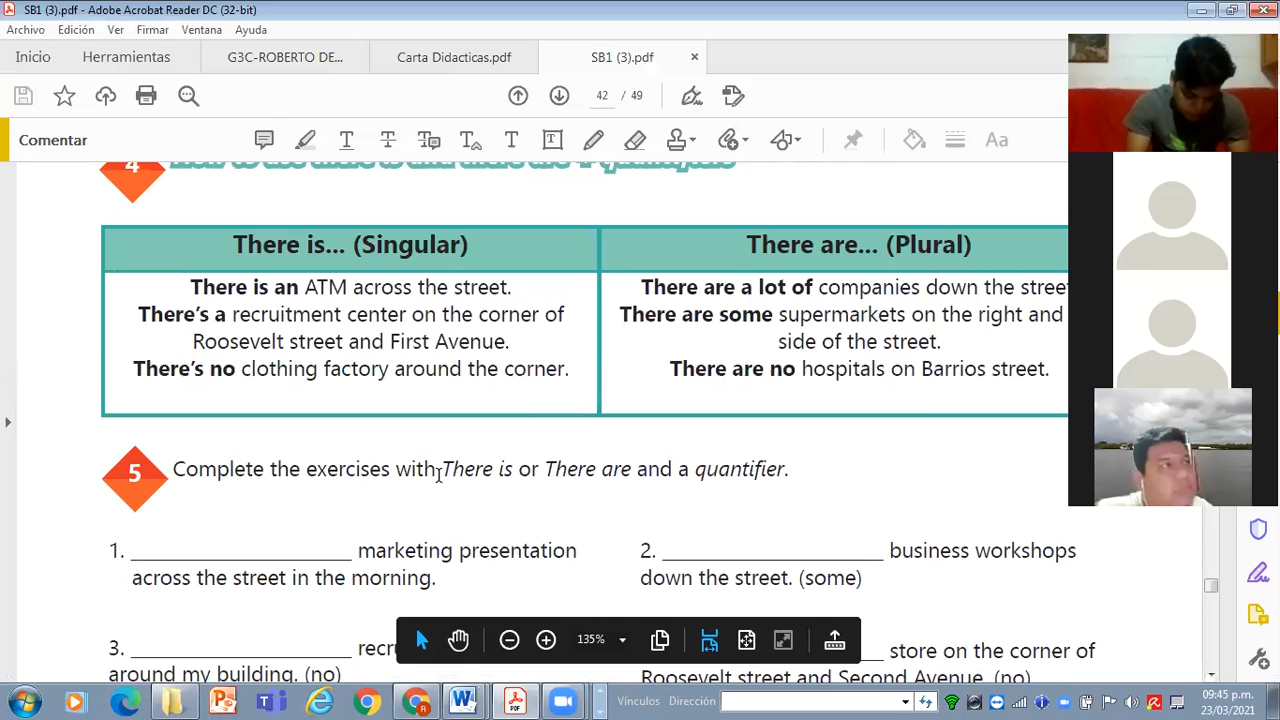 SB1 (3).pdf - Adobe Acrobat Reader DC (32-bit)
Archivo Edición Ver Firmar Ventana Ayuda
Inicio Herramientas G3C-ROBERTO DE... Carta Didacticas.pdf SB1 (3).pdf
42 / 49
Comentar
4
There is... (Singular)
There are... (Plural)
There is an ATM across the street.
There's a recruitment center on the corner of
Roosevelt street and First Avenue.
There's no clothing factory around the corner.
There are a lot of companies down the street
There are some supermarkets on the right and
side of the street.
There are no hospitals on Barrios street.
5 Complete the exercises with There is or There are and a quantifier.
1. ____________________ marketing presentation
across the street in the morning.
2. ____________________ business workshops
down the street. (some)
3. ____________________ recr
around my building. (no)
store on the corner of
Roosevelt street and Second Avenue. (no)
135%
Vínculos Dirección
09:45 p.m.
23/03/2021